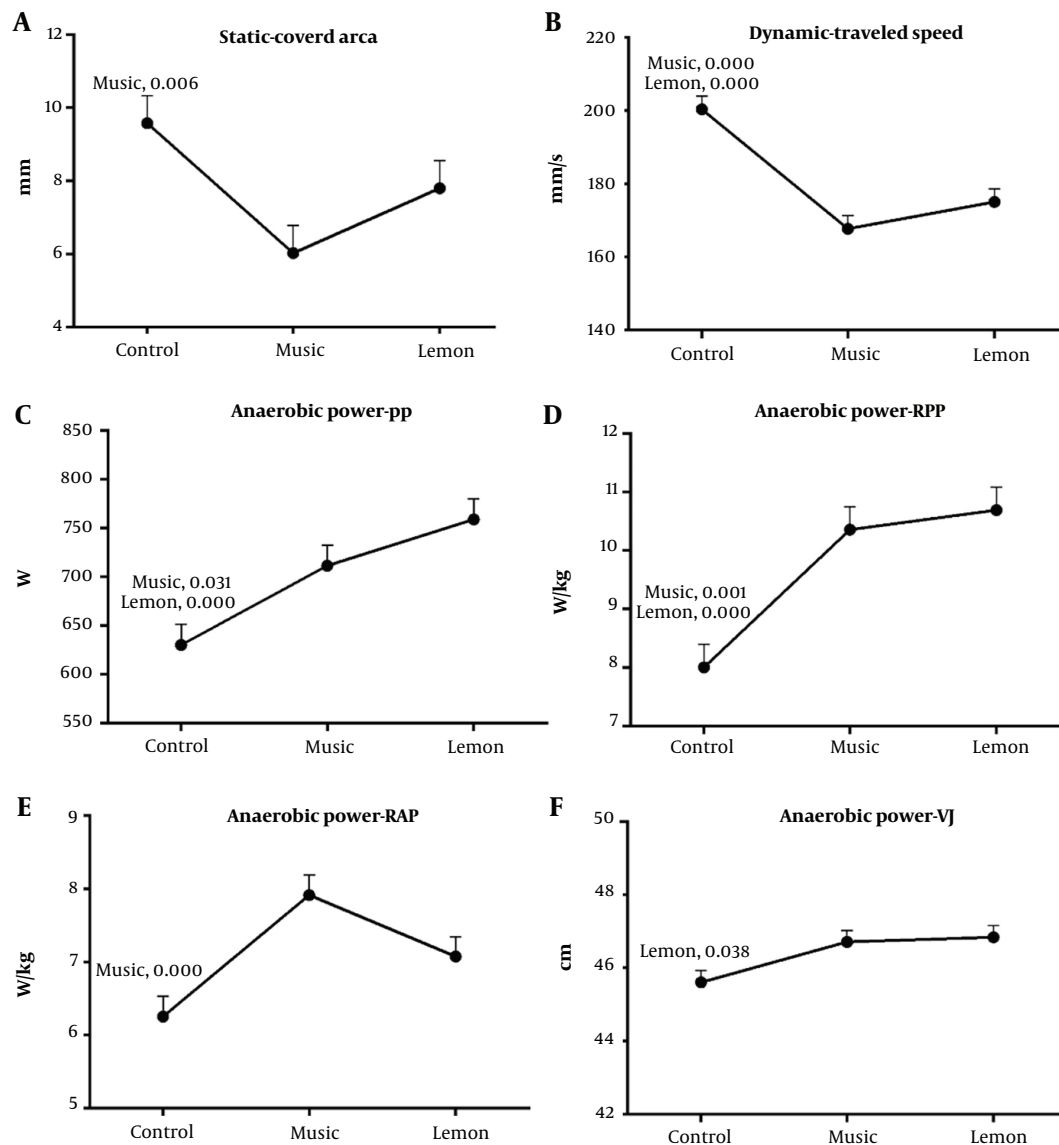 A
Static-coverd arca
12
10
8
6
4
mm
Music, 0.006
Control
Music
Lemon
B
Dynamic-traveled speed
220
200
180
160
140
mm/s
Music, 0.000
Lemon, 0.000
Control
Music
Lemon
C
Anaerobic power-pp
850
800
750
700
650
600
550
W
Music, 0.031
Lemon, 0.000
Control
Music
Lemon
D
Anaerobic power-RPP
12
11
10
9
8
7
W/kg
Music, 0.001
Lemon, 0.000
Control
Music
Lemon
E
Anaerobic power-RAP
9
8
7
6
5
W/kg
Music, 0.000
Control
Music
Lemon
F
Anaerobic power-VJ
50
48
46
44
42
cm
Lemon, 0.038
Control
Music
Lemon